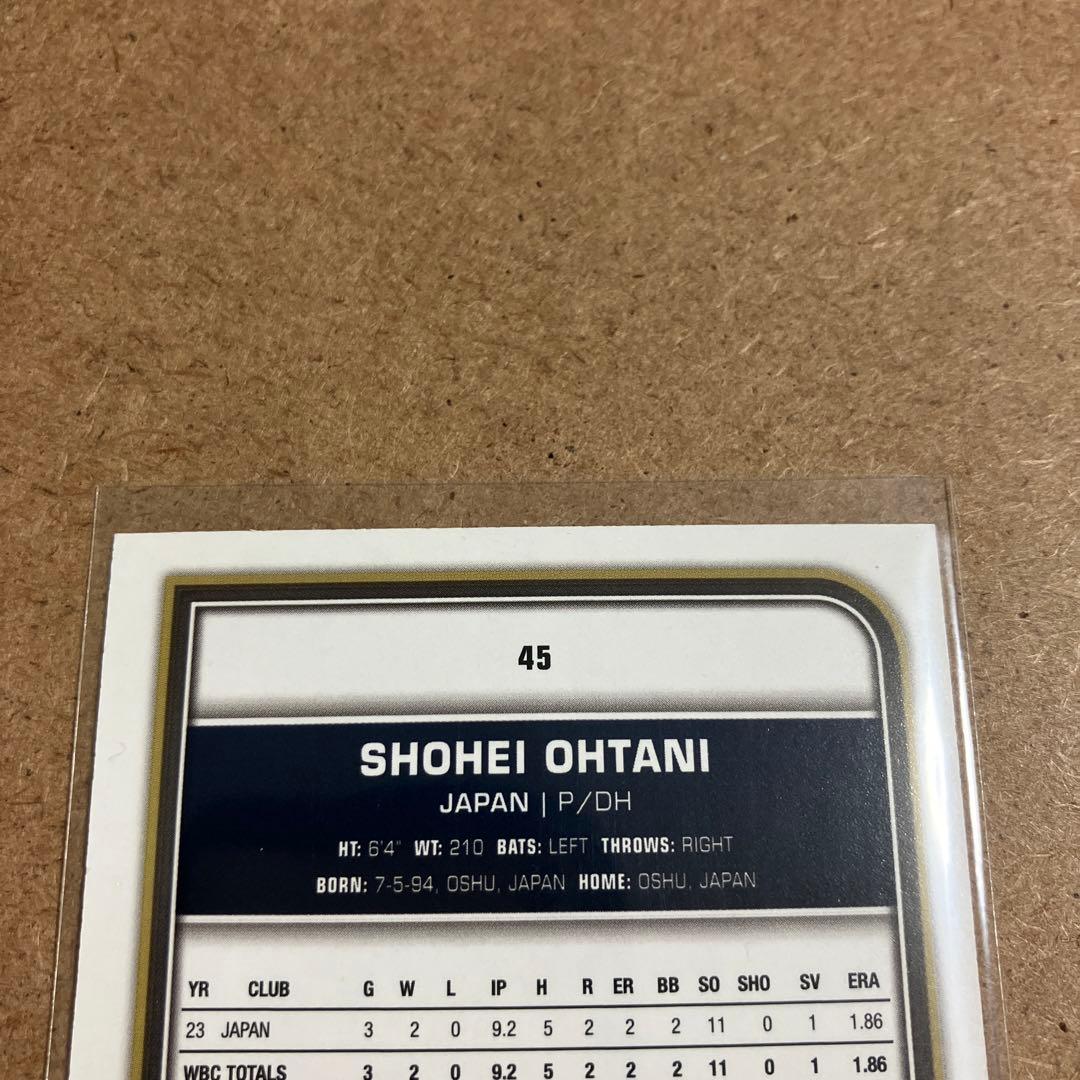 45
SHOHEI OHTANI
JAPAN | P/DH
HT: 6'4" WT: 210 BATS: LEFT THROWS: RIGHT
BORN: 7-5-94, OSHU, JAPAN HOME: OSHU, JAPAN
YR CLUB G W L IP H R ER BB SO SHO SV ERA
23 JAPAN 3 2 0 9.2 5 2 2 2 11 0 1 1.86
WBC TOTALS 3 2 0 9.2 5 2 2 2 11 0 1 1.86